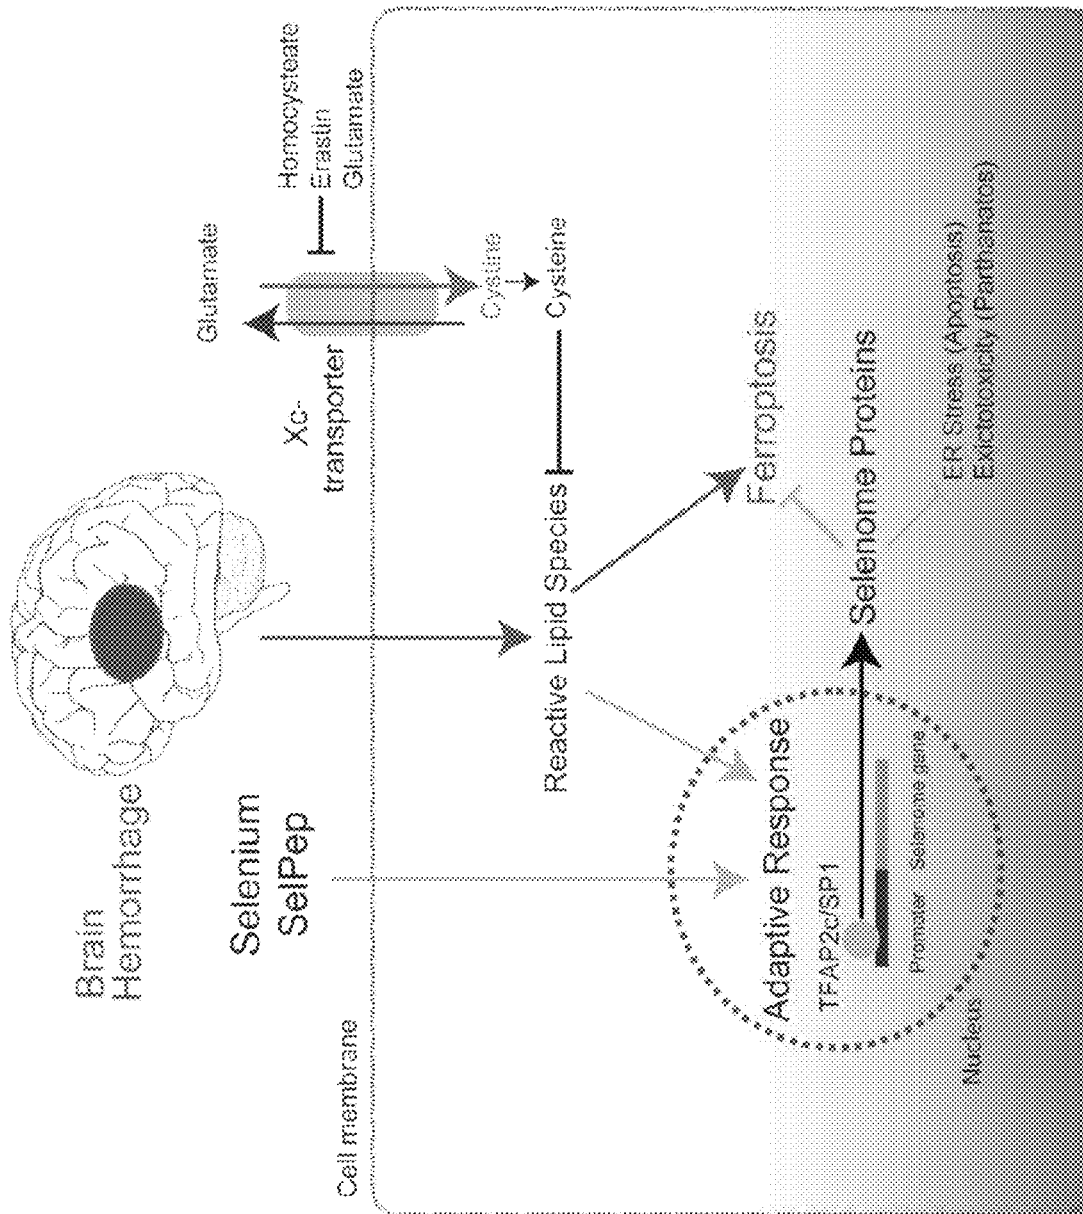 Brain
Hemorrhage
Selenium
SelPep
Glutamate
Homocysteate
Erastin
Glutamate
Xc-
transporter
Cell membrane
Cystine
Cysteine
Reactive Lipid Species
Ferroptosis
Adaptive Response
TFAP2c/SP1
Selenome Proteins
Promoter Selenome gene
Nucleus
ER Stress (Apoptosis)
Exictotoxicity (Parthanatos)